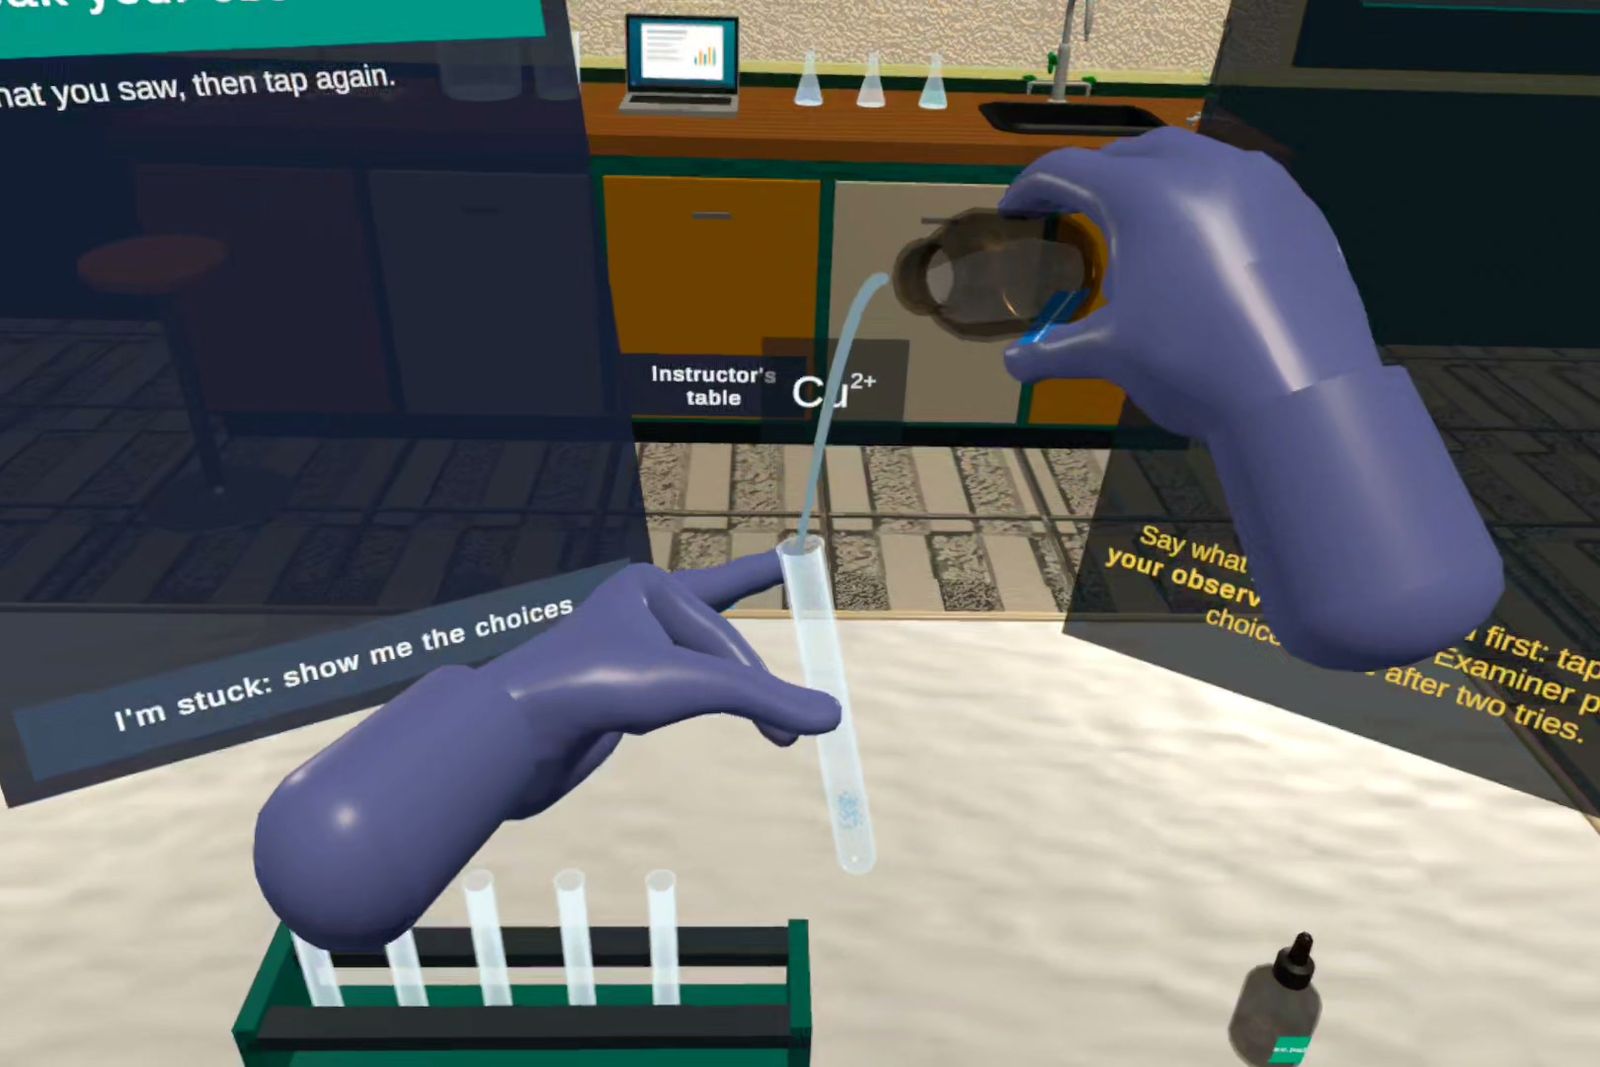 hat you saw, then tap again.
Instructor's
table
Cu²⁺
I'm stuck: show me the choices
Say what
your observ
first: tap
choic
Examiner p
after two tries.